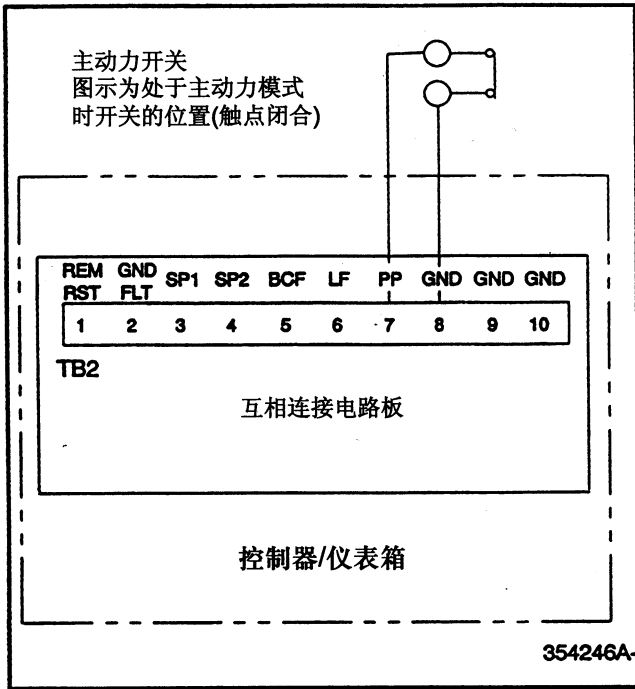 主动力开关
图示为处于主动力模式
时开关的位置(触点闭合)
REM RST GND FLT SP1 SP2 BCF LF PP GND GND GND
1 2 3 4 5 6 7 8 9 10
TB2
互相连接电路板
控制器/仪表箱
354246A-